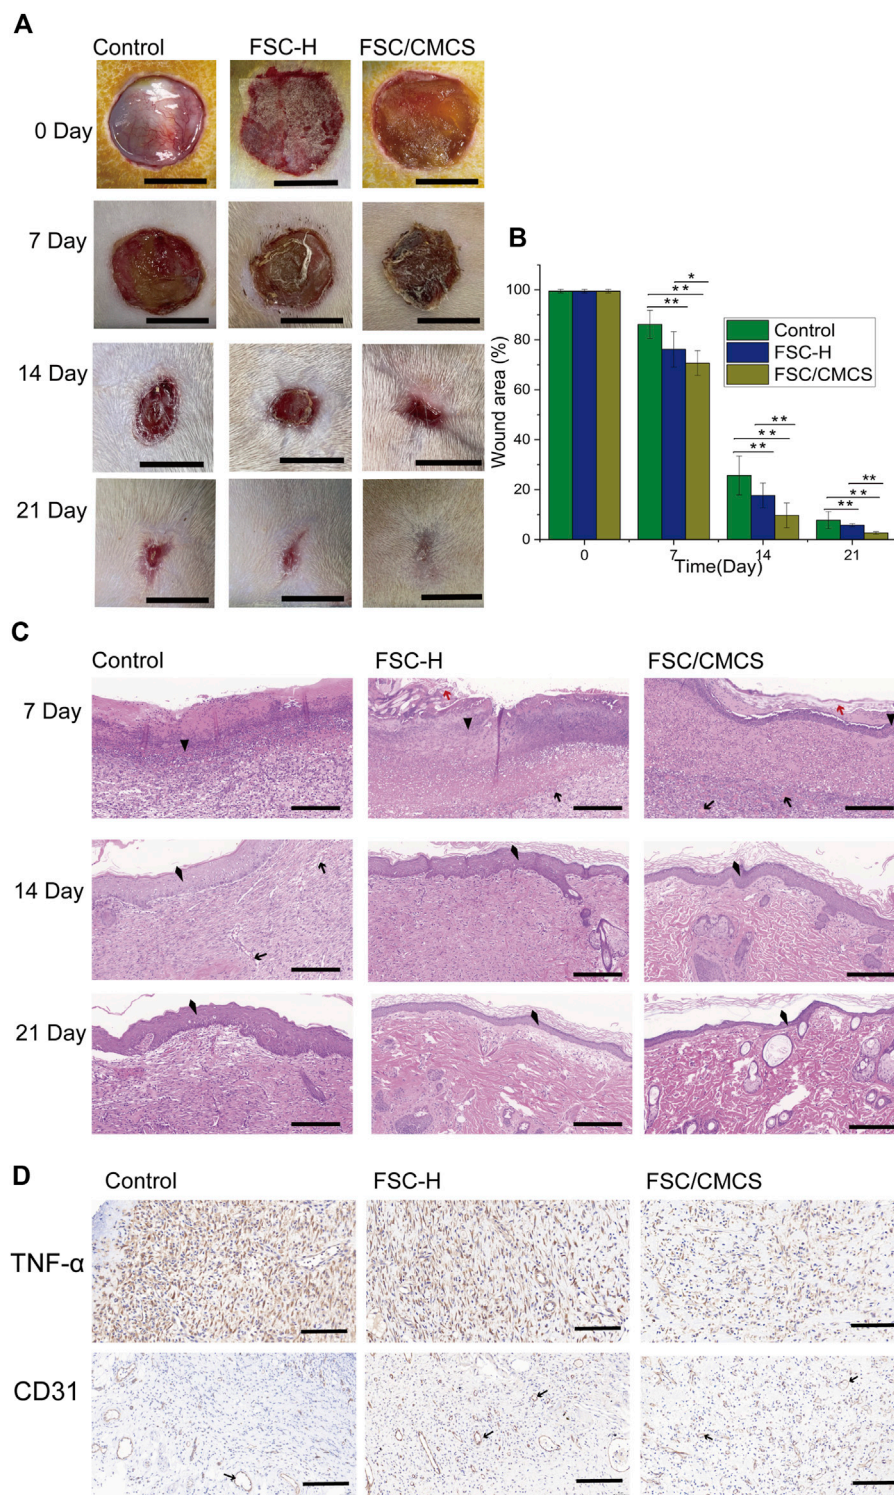 A
Control FSC-H FSC/CMCS
0 Day
7 Day
14 Day
21 Day
B
Wound area (%)
100
80
60
40
20
0
0 7 14 21
Time(Day)
Control
FSC-H
FSC/CMCS
*
* *
* *
* *
* *
* *
* *
* *
* *
C
Control FSC-H FSC/CMCS
7 Day
14 Day
21 Day
D
Control FSC-H FSC/CMCS
TNF-α
CD31